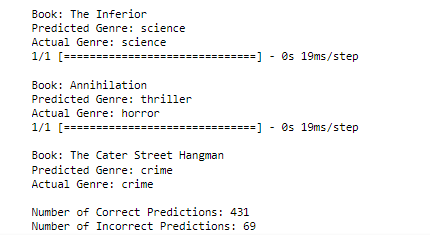 Book: The Inferior
Predicted Genre: science
Actual Genre: science
1/1 [==============================] - 0s 19ms/step
Book: Annihilation
Predicted Genre: thriller
Actual Genre: horror
1/1 [==============================] - 0s 19ms/step
Book: The Cater Street Hangman
Predicted Genre: crime
Actual Genre: crime
Number of Correct Predictions: 431
Number of Incorrect Predictions: 69